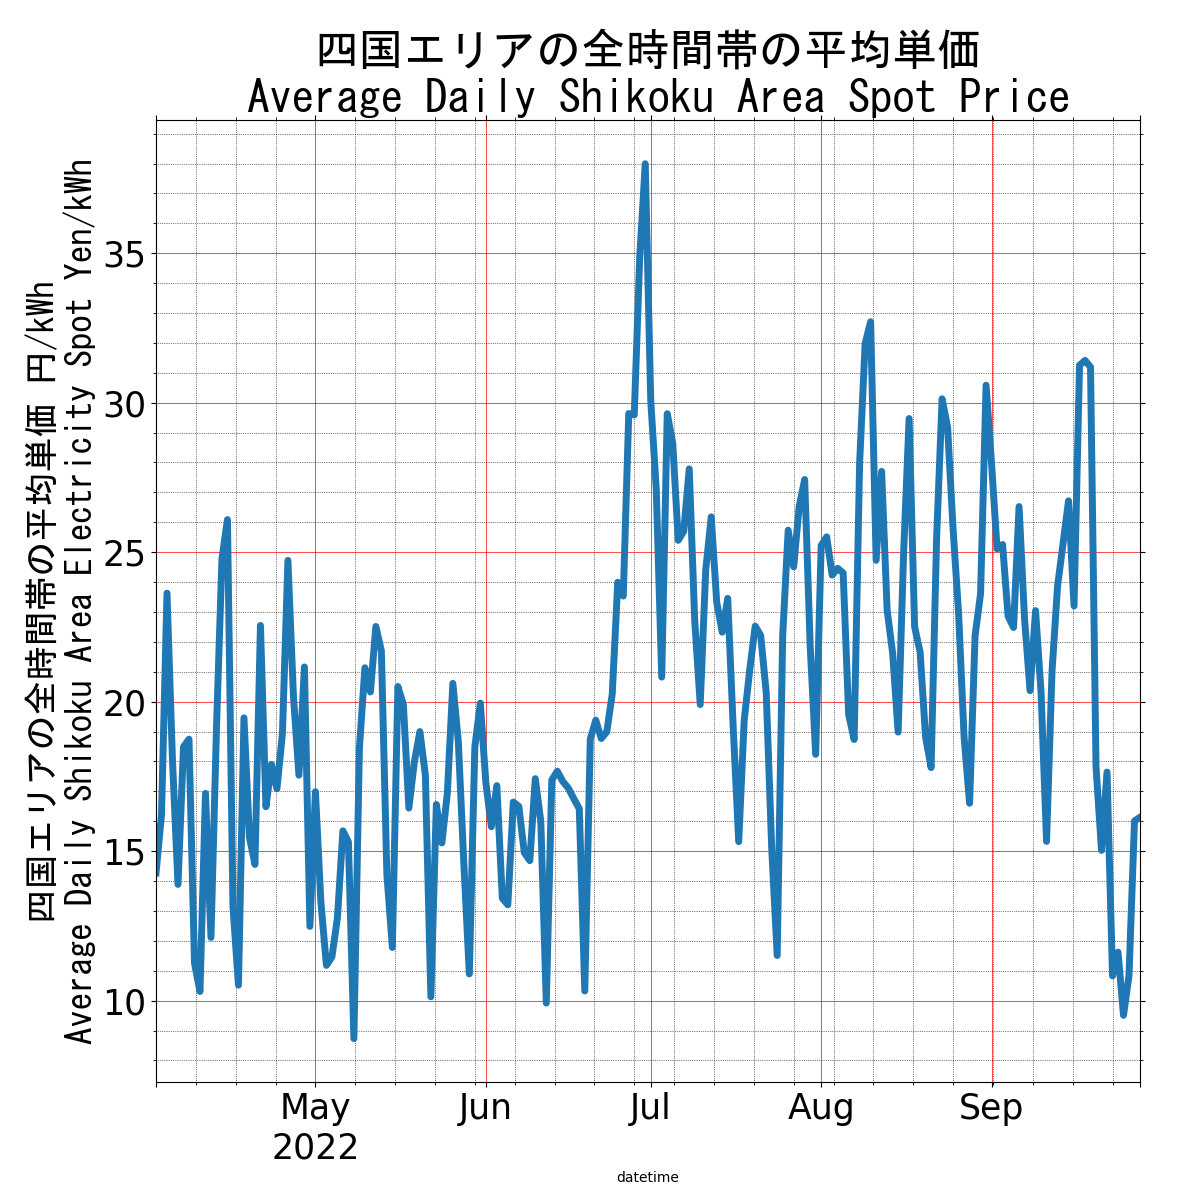 四国エリアの全時間帯の平均単価
Average Daily Shikoku Area Spot Price
四国エリアの全時間帯の平均単価 円/kWh
Average Daily Shikoku Area Electricity Spot Yen/kWh
35
30
25
20
15
10
May
2022
Jun
Jul
Aug
Sep
datetime